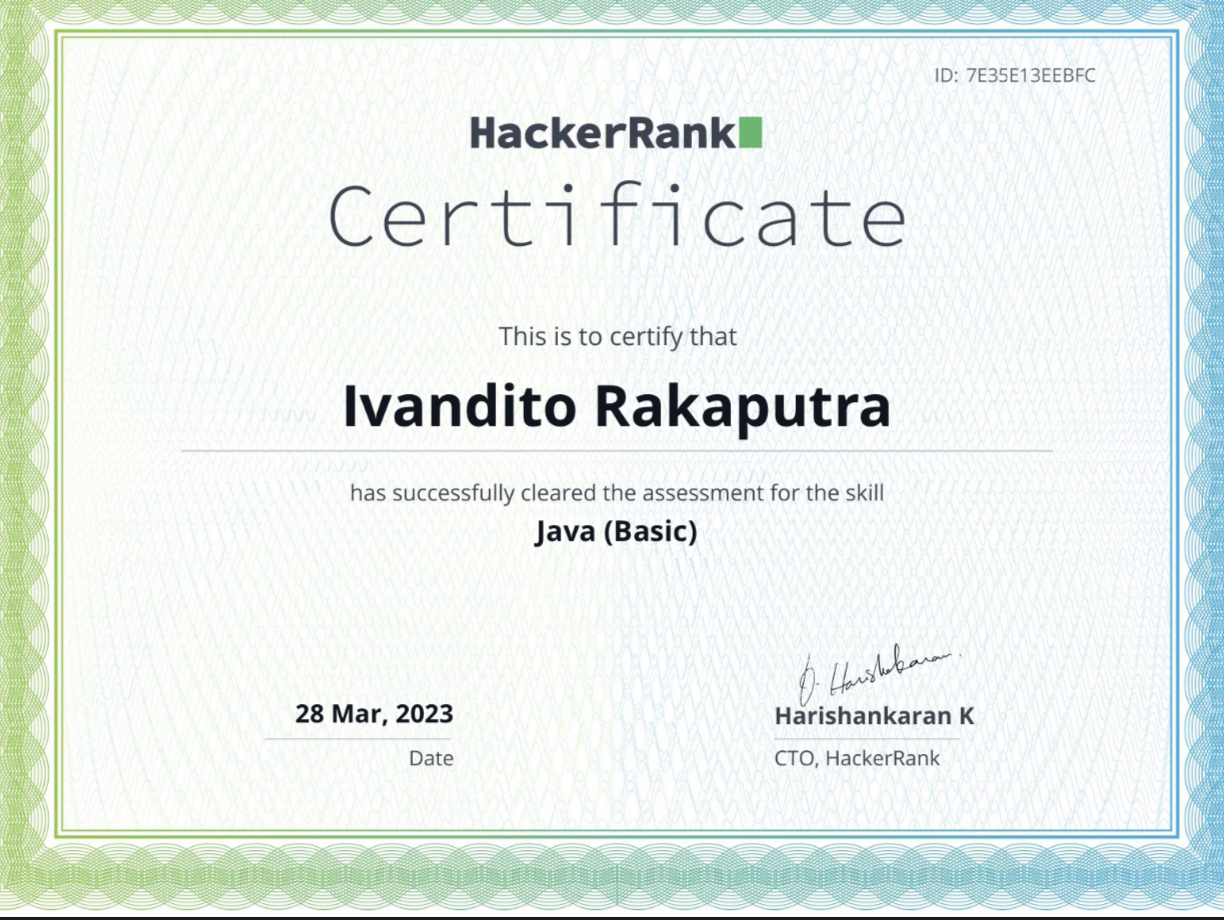 ID: 7E35E13EEBFC
HackerRank
Certificate
This is to certify that
Ivandito Rakaputra
has successfully cleared the assessment for the skill
Java (Basic)
28 Mar, 2023
Date
Harishankaran K
CTO, HackerRank